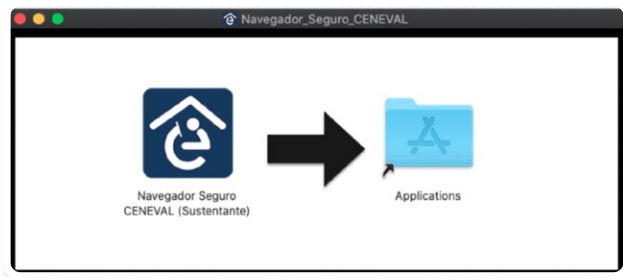 Navegador_Seguro_CENEVAL
Navegador Seguro
CENEVAL (Sustentante)
Applications